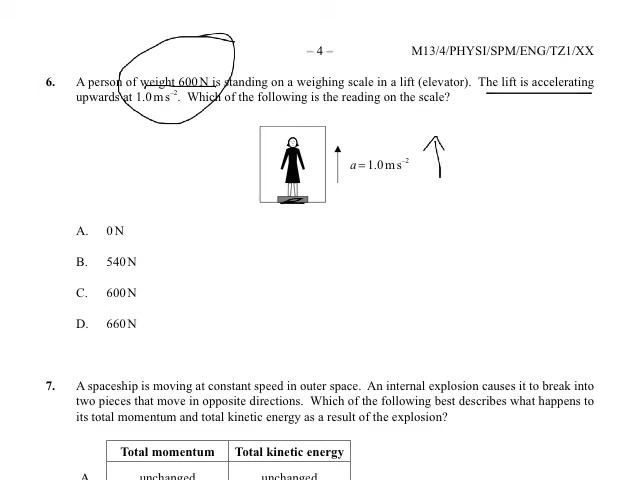 – 4 –
M13/4/PHYSI/SPM/ENG/TZ1/XX
6. A person of weight 600 N is standing on a weighing scale in a lift (elevator). The lift is accelerating
upwards at 1.0 m s⁻². Which of the following is the reading on the scale?
a = 1.0 m s⁻²
A. 0 N
B. 540 N
C. 600 N
D. 660 N
7. A spaceship is moving at constant speed in outer space. An internal explosion causes it to break into
two pieces that move in opposite directions. Which of the following best describes what happens to
its total momentum and total kinetic energy as a result of the explosion?
Total momentum Total kinetic energy
A. unchanged unchanged